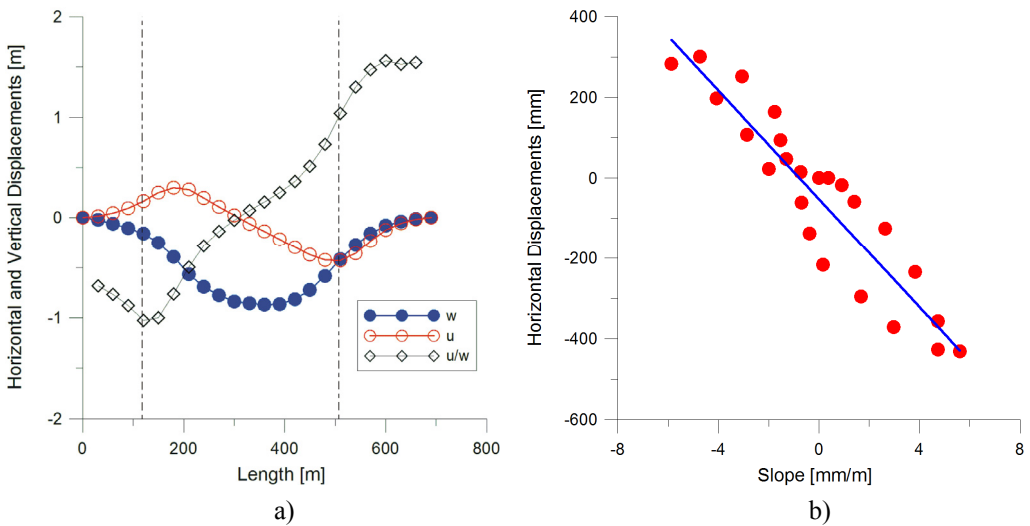 Horizontal and Vertical Displacements [m]
2
1
0
-1
-2
0 200 400 600 800
Length [m]
w
u
u/w
a)
Horizontal Displacements [mm]
400
200
0
-200
-400
-600
-8 -4 0 4 8
Slope [mm/m]
b)